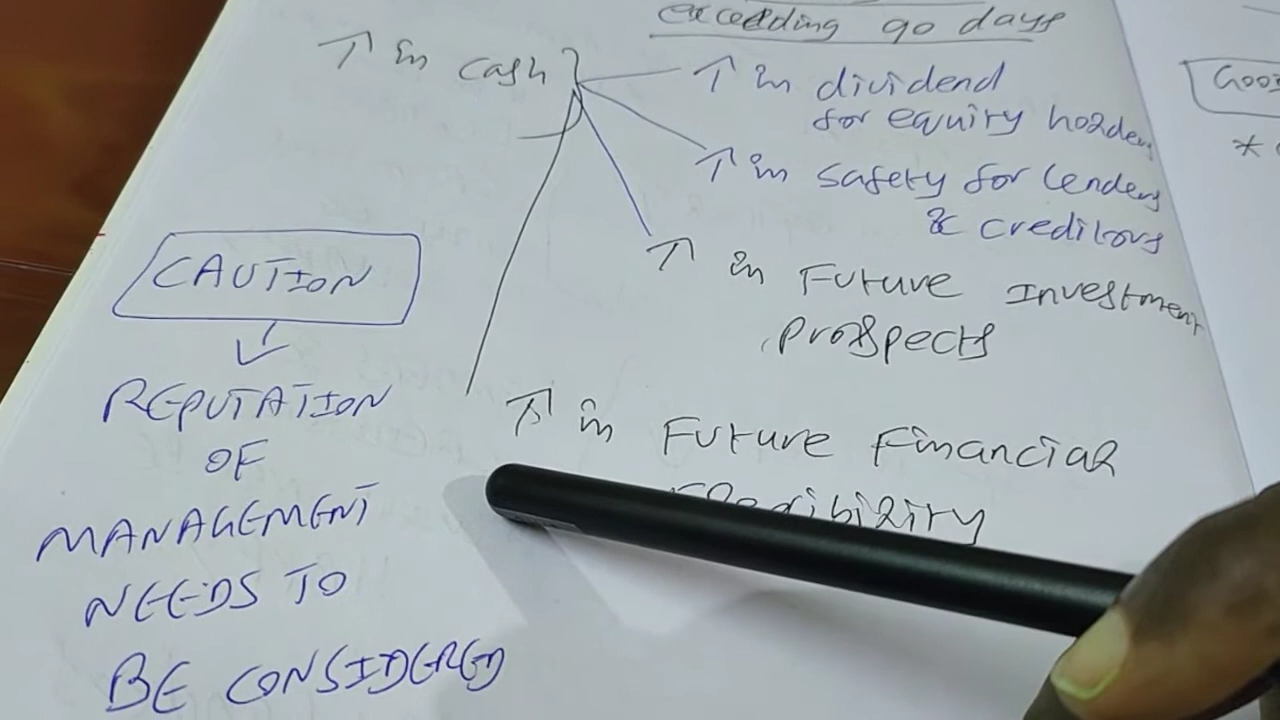 exceeding 90 days
↑ in cash
↑ in dividend
for equity holders
↑ in safety for lenders
& creditors
↑ in Future Investment
prospects
↑ in Future Financial
Flexibility
CAUTION
REPUTATION
OF
MANAGEMENT
NEEDS TO
BE CONSIDERED
*